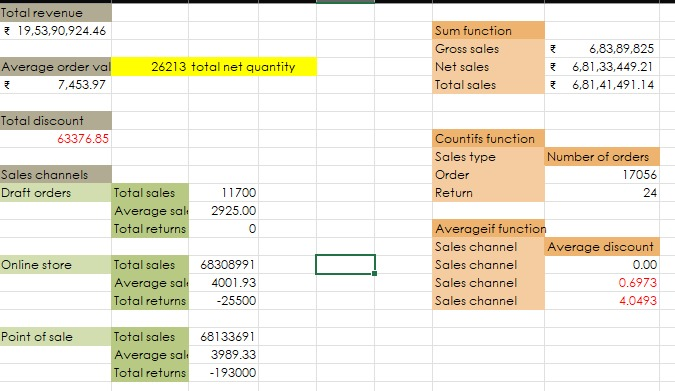 Total revenue
₹ 19,53,90,924.46
Sum function
Gross sales ₹ 6,83,89,825
Average order val 26213 total net quantity Net sales ₹ 6,81,33,449.21
₹ 7,453.97 Total sales ₹ 6,81,41,491.14
Total discount
63376.85 Countifs function
Sales type Number of orders
Sales channels Order 17056
Draft orders Total sales 11700 Return 24
Average sal 2925.00
Total returns 0 Averageif function
Sales channel Average discount
Online store Total sales 68308991 Sales channel 0.00
Average sal 4001.93 Sales channel 0.6973
Total returns -25500 Sales channel 4.0493
Point of sale Total sales 68133691
Average sal 3989.33
Total returns -193000